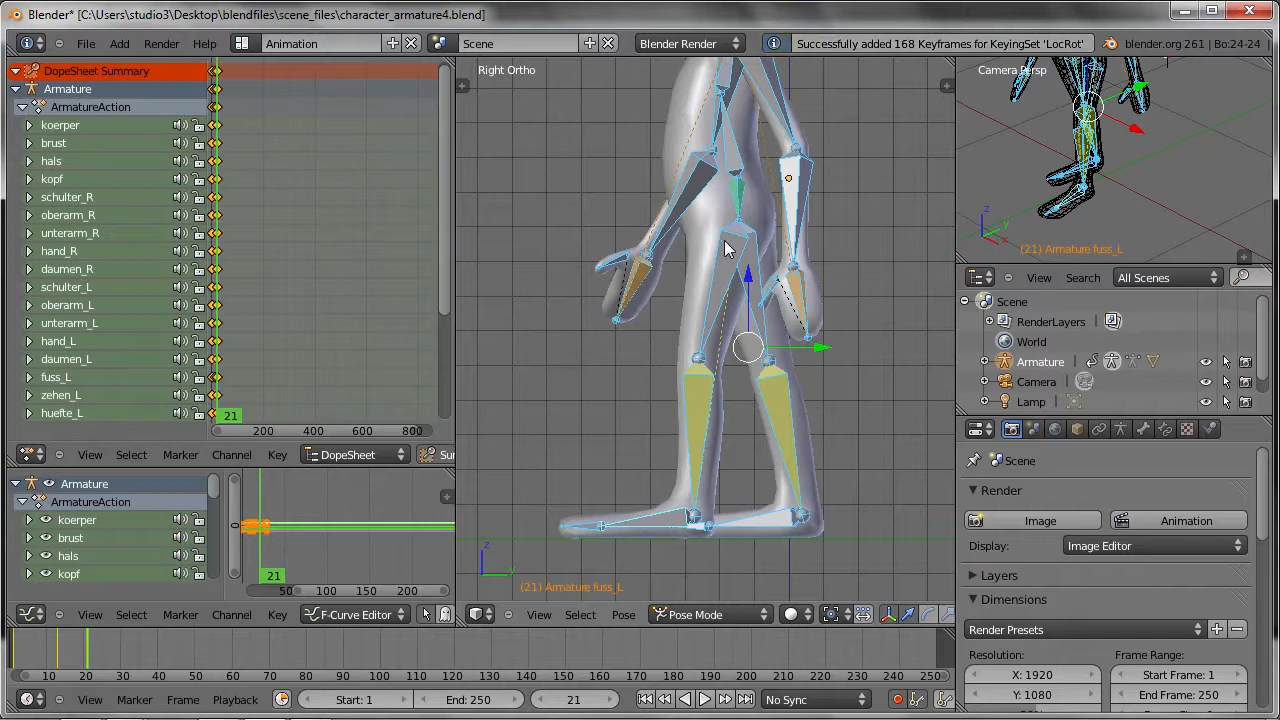 Blender* [C:\Users\studio3\Desktop\blendfiles\scene_files\character_armature4.blend]
File Add Render Help Animation Scene Blender Render Successfully added 168 Keyframes for KeyingSet 'LocRot' blender.org 261 | Bo:24-24
DopeSheet Summary
Armature
ArmatureAction
koerper
brust
hals
kopf
schulter_R
oberarm_R
unterarm_R
hand_R
daumen_R
schulter_L
oberarm_L
unterarm_L
hand_L
daumen_L
fuss_L
zehen_L
huefte_L
21
200 400 600 800
View Select Marker Channel Key DopeSheet Sum
Armature
ArmatureAction
koerper
brust
hals
kopf
21
50 100 150 200
View Select Marker Channel Key F-Curve Editor
Right Ortho
z
y
(21) Armature fuss_L
View Select Pose Pose Mode
Camera Persp
z
y
x
(21) Armature fuss_L
View Search All Scenes
Scene
RenderLayers
World
Armature
Camera
Lamp
Scene
Render
Image Animation
Display: Image Editor
Layers
Dimensions
Render Presets
Resolution: Frame Range:
X: 1920 Start Frame: 1
Y: 1080 End Frame: 250
10 20 30 40 50 60 70 80 90 100 110 120 130 140 150 160 170 180 190 200 210 220 230 240 250
View Marker Frame Playback Start: 1 End: 250 21 No Sync